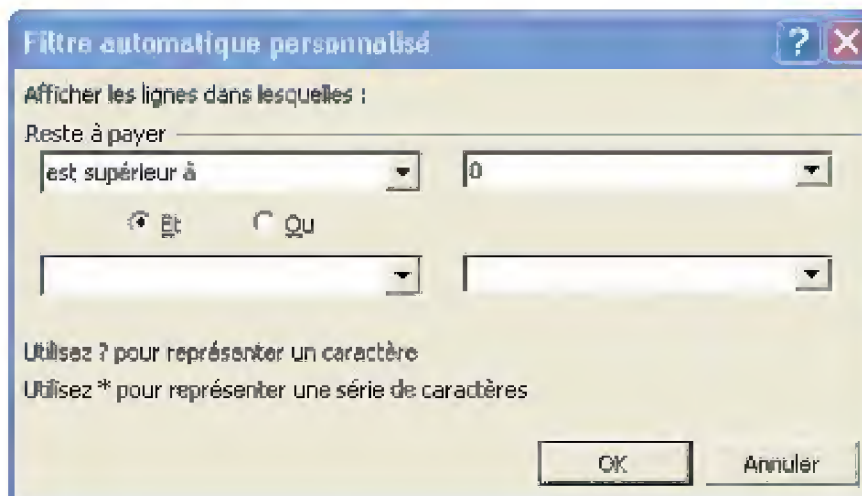 Filtre automatique personnalisé
Afficher les lignes dans lesquelles :
Reste à payer
est supérieur à 0
Et Ou
Utilisez ? pour représenter un caractère
Utilisez * pour représenter une série de caractères
OK Annuler